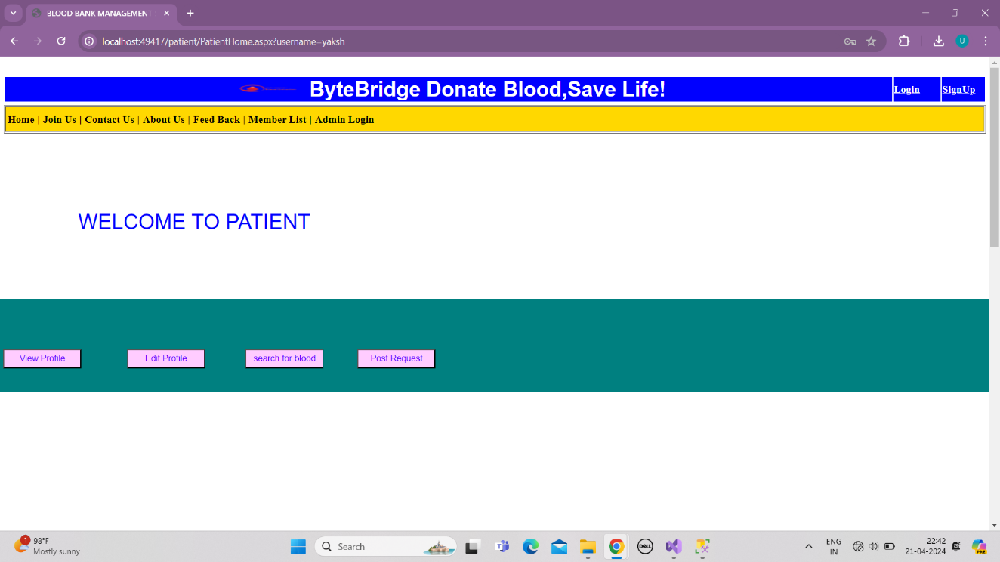 BLOOD BANK MANAGEMENT
localhost:49417/patient/PatientHome.aspx?username=yaksh
U
ByteBridge Donate Blood,Save Life!
Login
SignUp
Home | Join Us | Contact Us | About Us | Feed Back | Member List | Admin Login
WELCOME TO PATIENT
View Profile
Edit Profile
search for blood
Post Request
1
98°F
Mostly sunny
Search
DELL
ENG
IN
22:42
21-04-2024
PRE